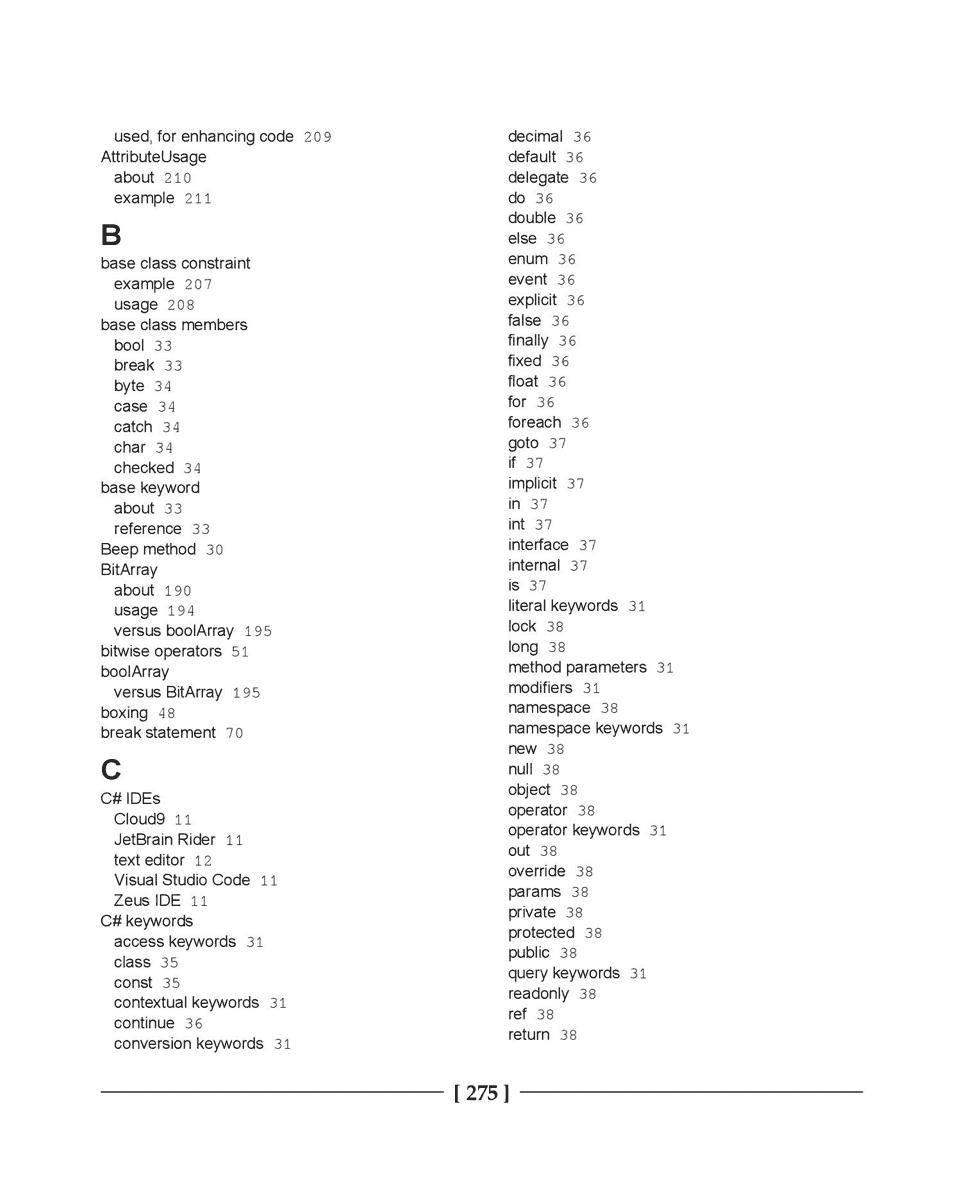 used, for enhancing code 209
AttributeUsage
about 210
example 211
B
base class constraint
example 207
usage 208
base class members
bool 33
break 33
byte 34
case 34
catch 34
char 34
checked 34
base keyword
about 33
reference 33
Beep method 30
BitArray
about 190
usage 194
versus boolArray 195
bitwise operators 51
boolArray
versus BitArray 195
boxing 48
break statement 70
C
C# IDEs
Cloud9 11
JetBrain Rider 11
text editor 12
Visual Studio Code 11
Zeus IDE 11
C# keywords
access keywords 31
class 35
const 35
contextual keywords 31
continue 36
conversion keywords 31
decimal 36
default 36
delegate 36
do 36
double 36
else 36
enum 36
event 36
explicit 36
false 36
finally 36
fixed 36
float 36
for 36
foreach 36
goto 37
if 37
implicit 37
in 37
int 37
interface 37
internal 37
is 37
literal keywords 31
lock 38
long 38
method parameters 31
modifiers 31
namespace 38
namespace keywords 31
new 38
null 38
object 38
operator 38
operator keywords 31
out 38
override 38
params 38
private 38
protected 38
public 38
query keywords 31
readonly 38
ref 38
return 38
[ 275 ]